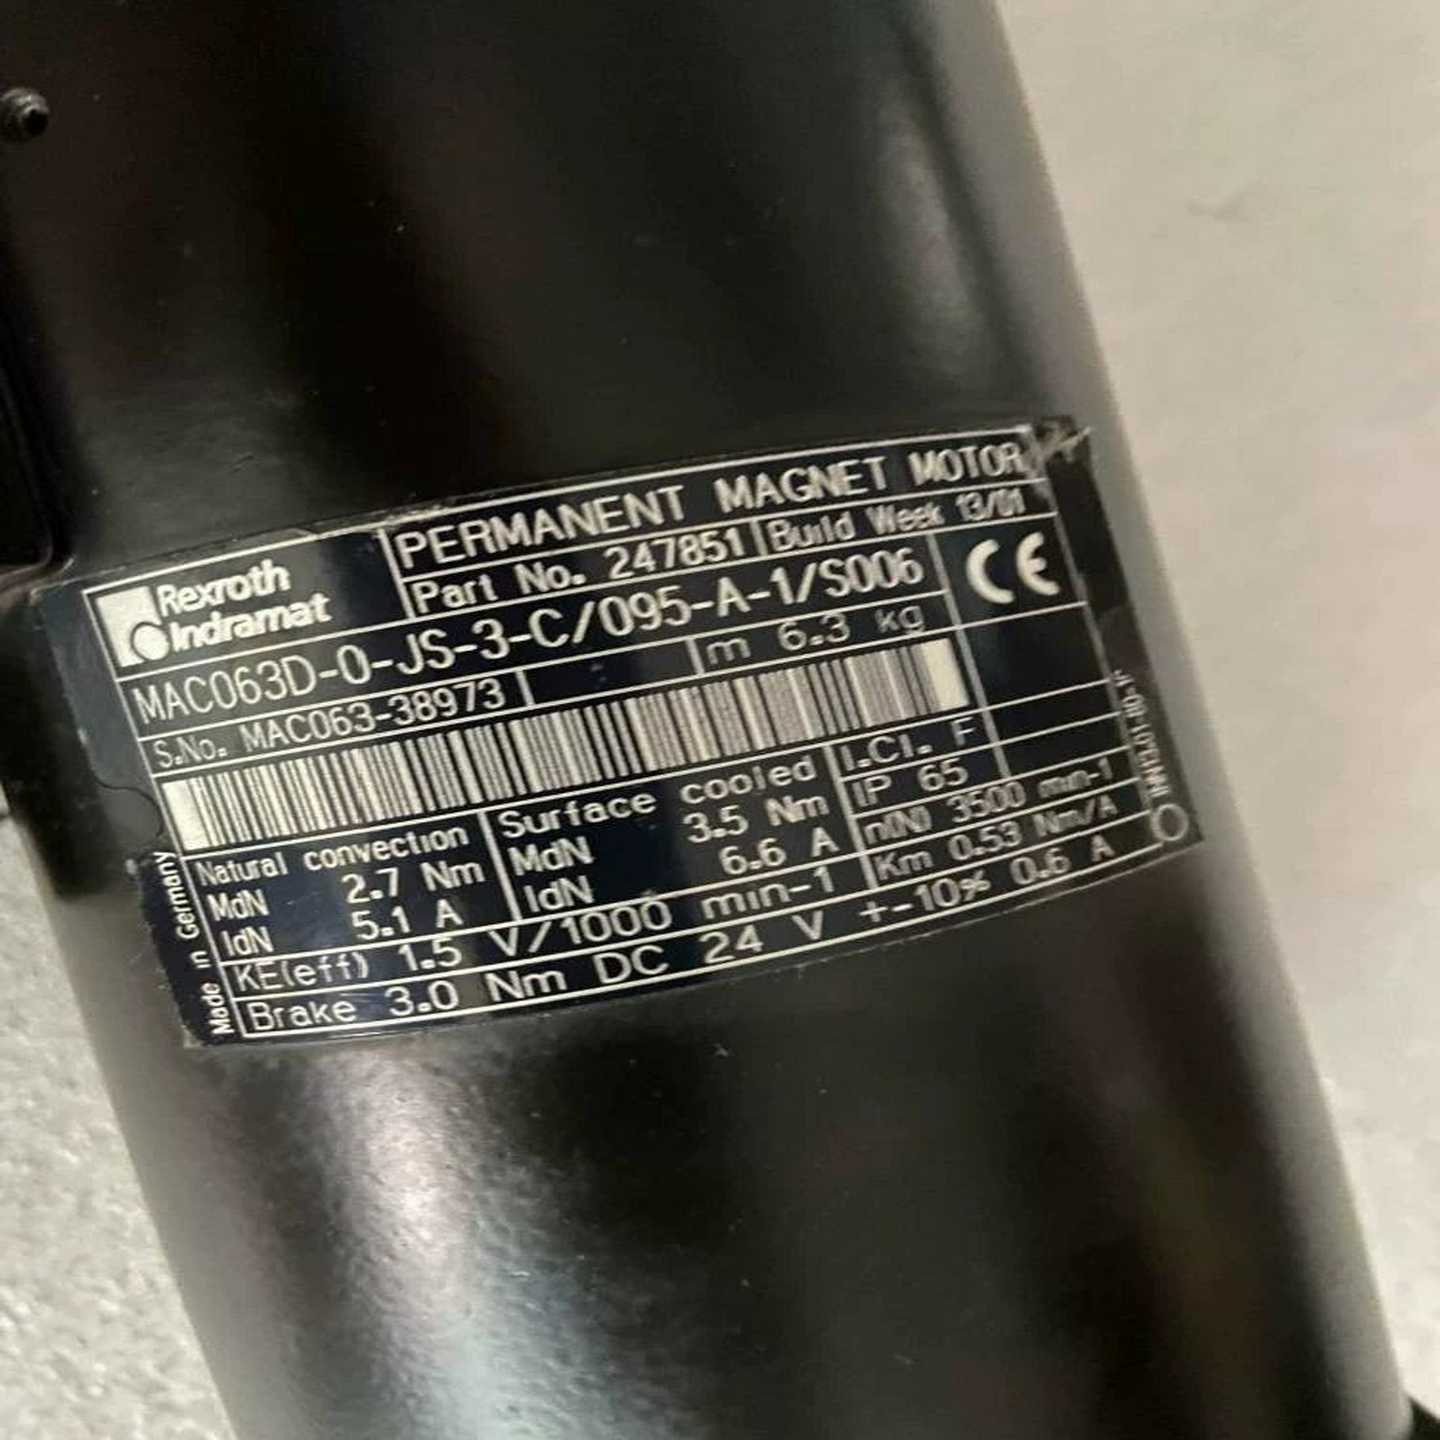 Rexroth
Indramat
PERMANENT MAGNET MOTOR
Part No. 247851 Build Week 13/01
MAC063D-0-JS-3-C/095-A-1/S006
CE
S.No. MAC063-38973 m 6.3 kg
Natural convection
MdN 2.7 Nm
IdN 5.1 A
Surface cooled
MdN 3.5 Nm
IdN 6.6 A
I.Cl. F
IP 65
n(N) 3500 min-1
KE(eff) 1.5 V/1000 min-1 Km 0.53 Nm/A
Brake 3.0 Nm DC 24 V +-10% 0.6 A
Made in Germany